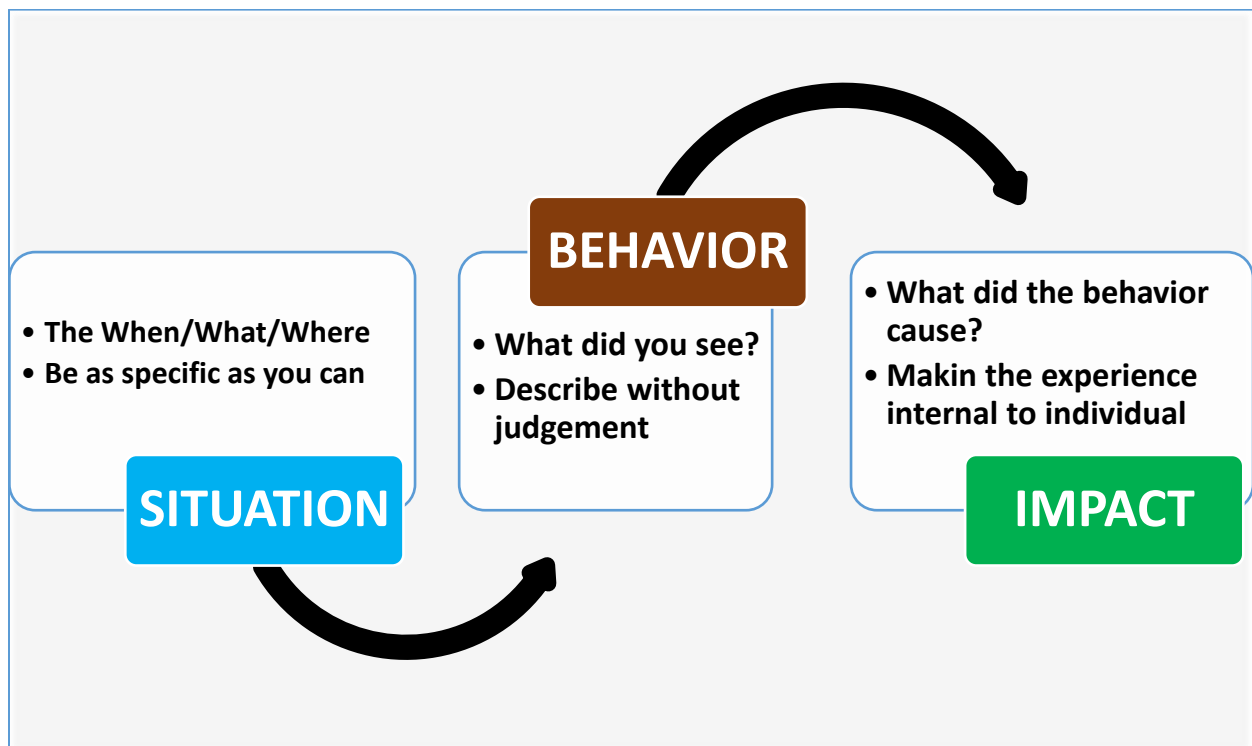 • The When/What/Where
• Be as specific as you can
SITUATION
BEHAVIOR
• What did you see?
• Describe without
judgement
• What did the behavior
cause?
• Makin the experience
internal to individual
IMPACT